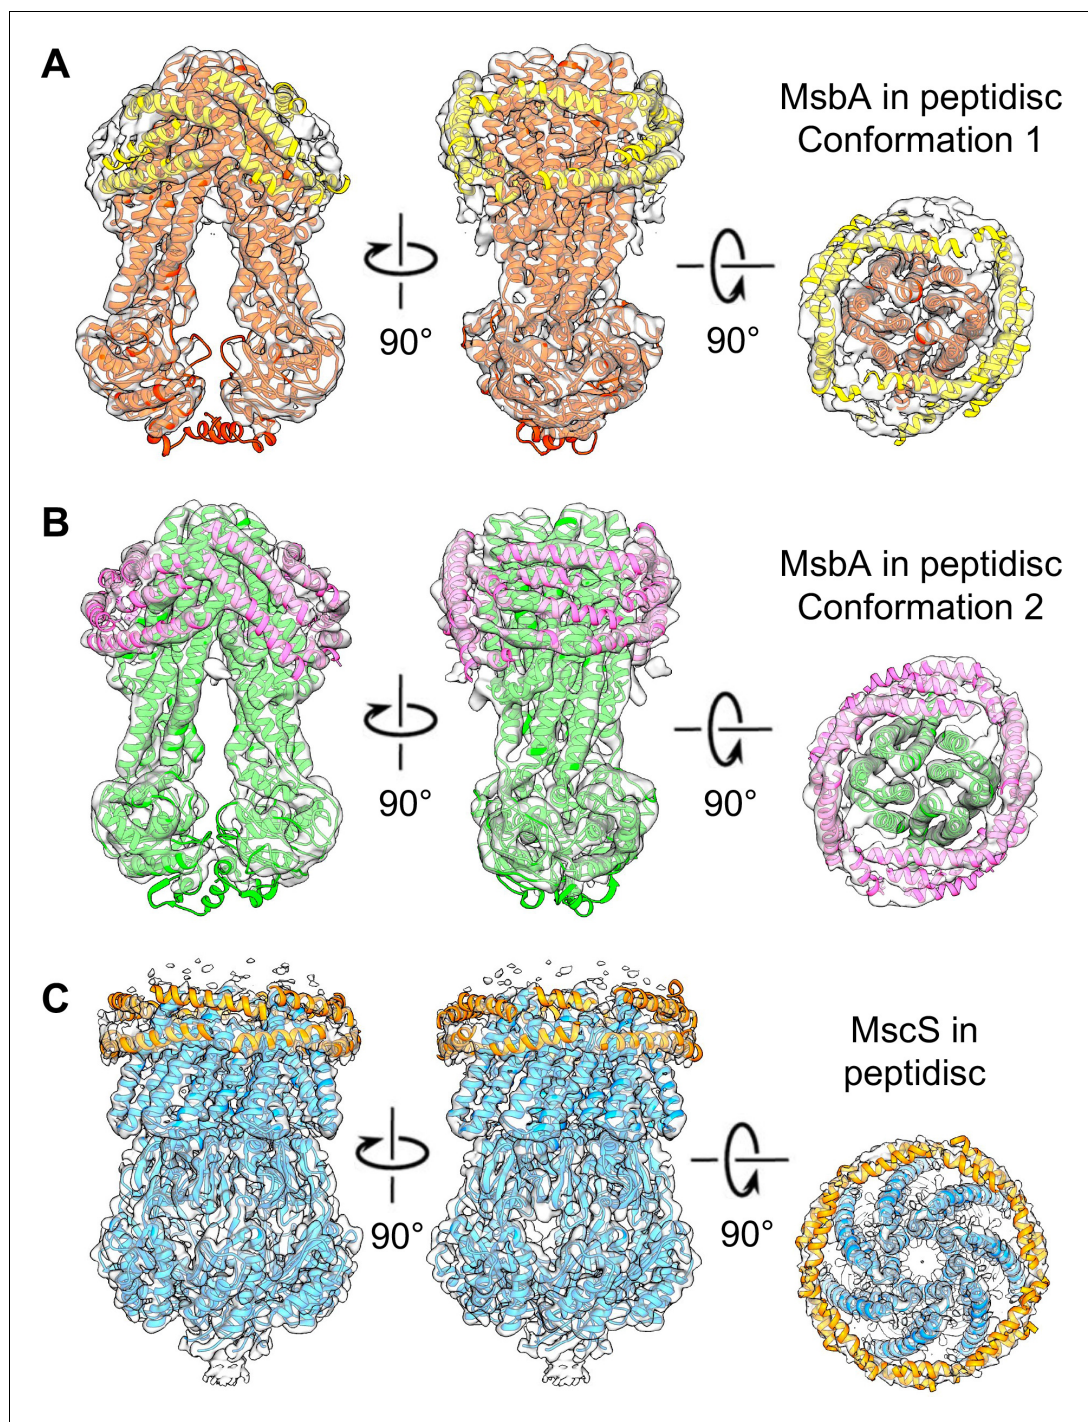 A
MsbA in peptidisc
Conformation 1
90°
90°
B
MsbA in peptidisc
Conformation 2
90°
90°
C
MscS in
peptidisc
90°
90°